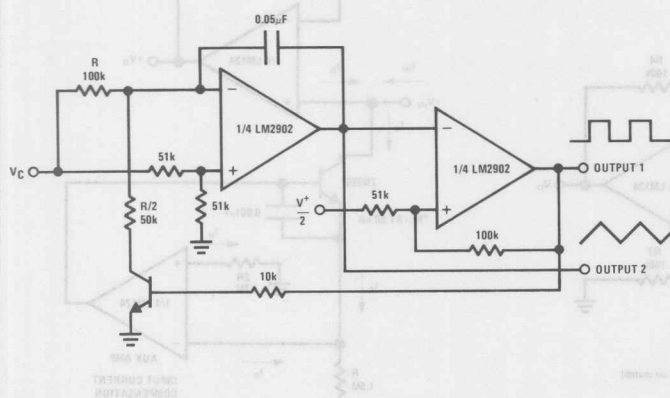 0.05μF
R
100k
1/4 LM2902
1/4 LM2902
VC
51k
51k
R/2
50k
V+
2
51k
100k
OUTPUT 1
OUTPUT 2
10k